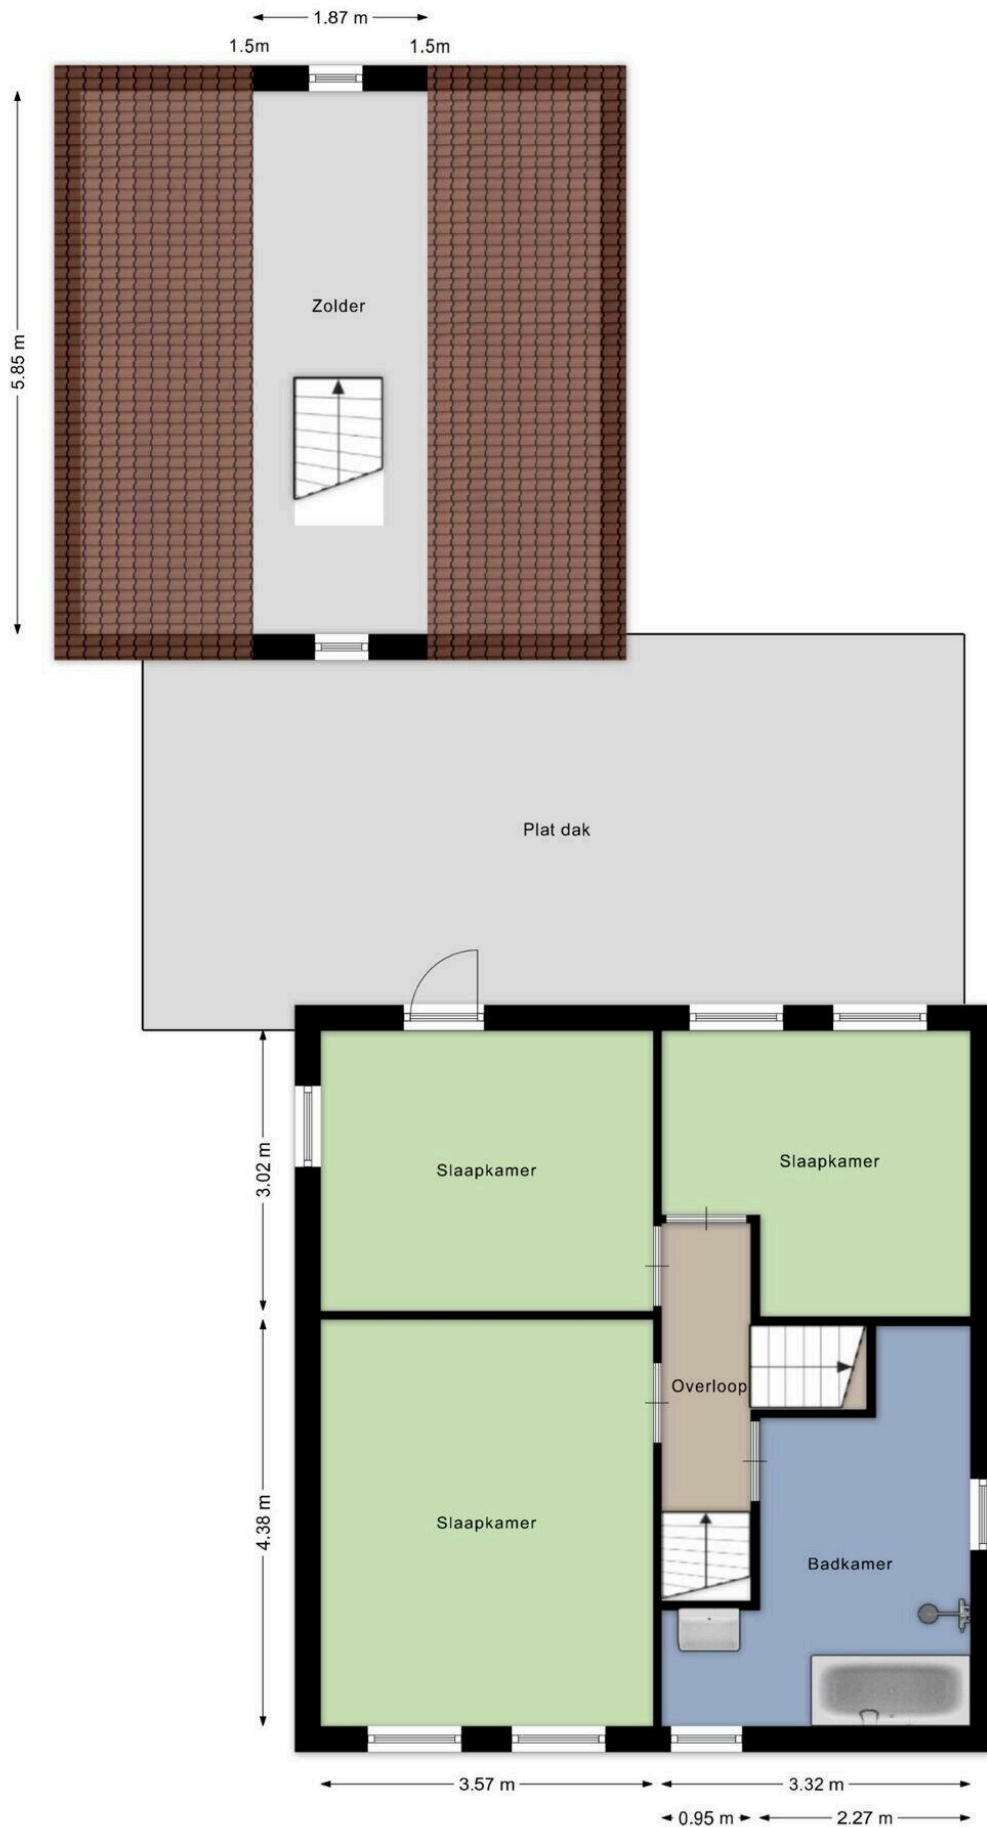 1.87 m
1.5m 1.5m
5.85 m
Zolder
Plat dak
3.02 m
Slaapkamer
Slaapkamer
Overloop
4.38 m
Slaapkamer
Badkamer
3.57 m
3.32 m
0.95 m
2.27 m